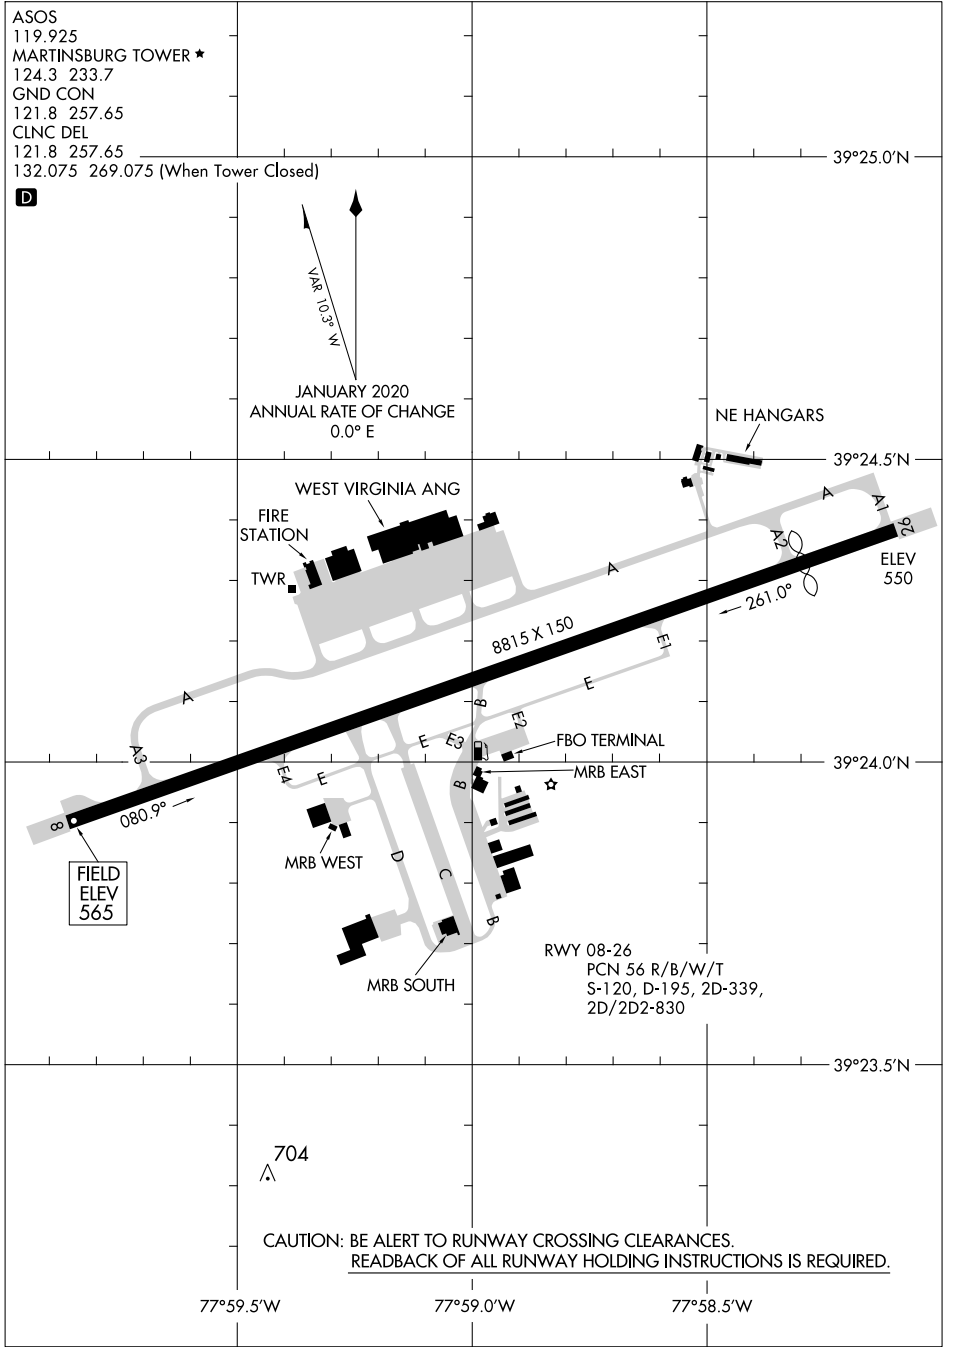 ASOS
119.925
MARTINSBURG TOWER ★
124.3 233.7
GND CON
121.8 257.65
CLNC DEL
121.8 257.65
132.075 269.075 (When Tower Closed)
D
39°25.0'N
VAR 10.3° W
JANUARY 2020
ANNUAL RATE OF CHANGE
0.0° E
NE HANGARS
39°24.5'N
WEST VIRGINIA ANG
FIRE
STATION
TWR
A
A1
A2
26
ELEV
550
A
261.0°
8815 X 150
E1
E
A
B
E2
E
E3
FBO TERMINAL
A3
39°24.0'N
E4
E
B
MRB EAST
080.9°
8
MRB WEST
D
C
FIELD
ELEV
565
B
MRB SOUTH
RWY 08-26
PCN 56 R/B/W/T
S-120, D-195, 2D-339,
2D/2D2-830
39°23.5'N
704
CAUTION: BE ALERT TO RUNWAY CROSSING CLEARANCES.
READBACK OF ALL RUNWAY HOLDING INSTRUCTIONS IS REQUIRED.
77°59.5'W
77°59.0'W
77°58.5'W